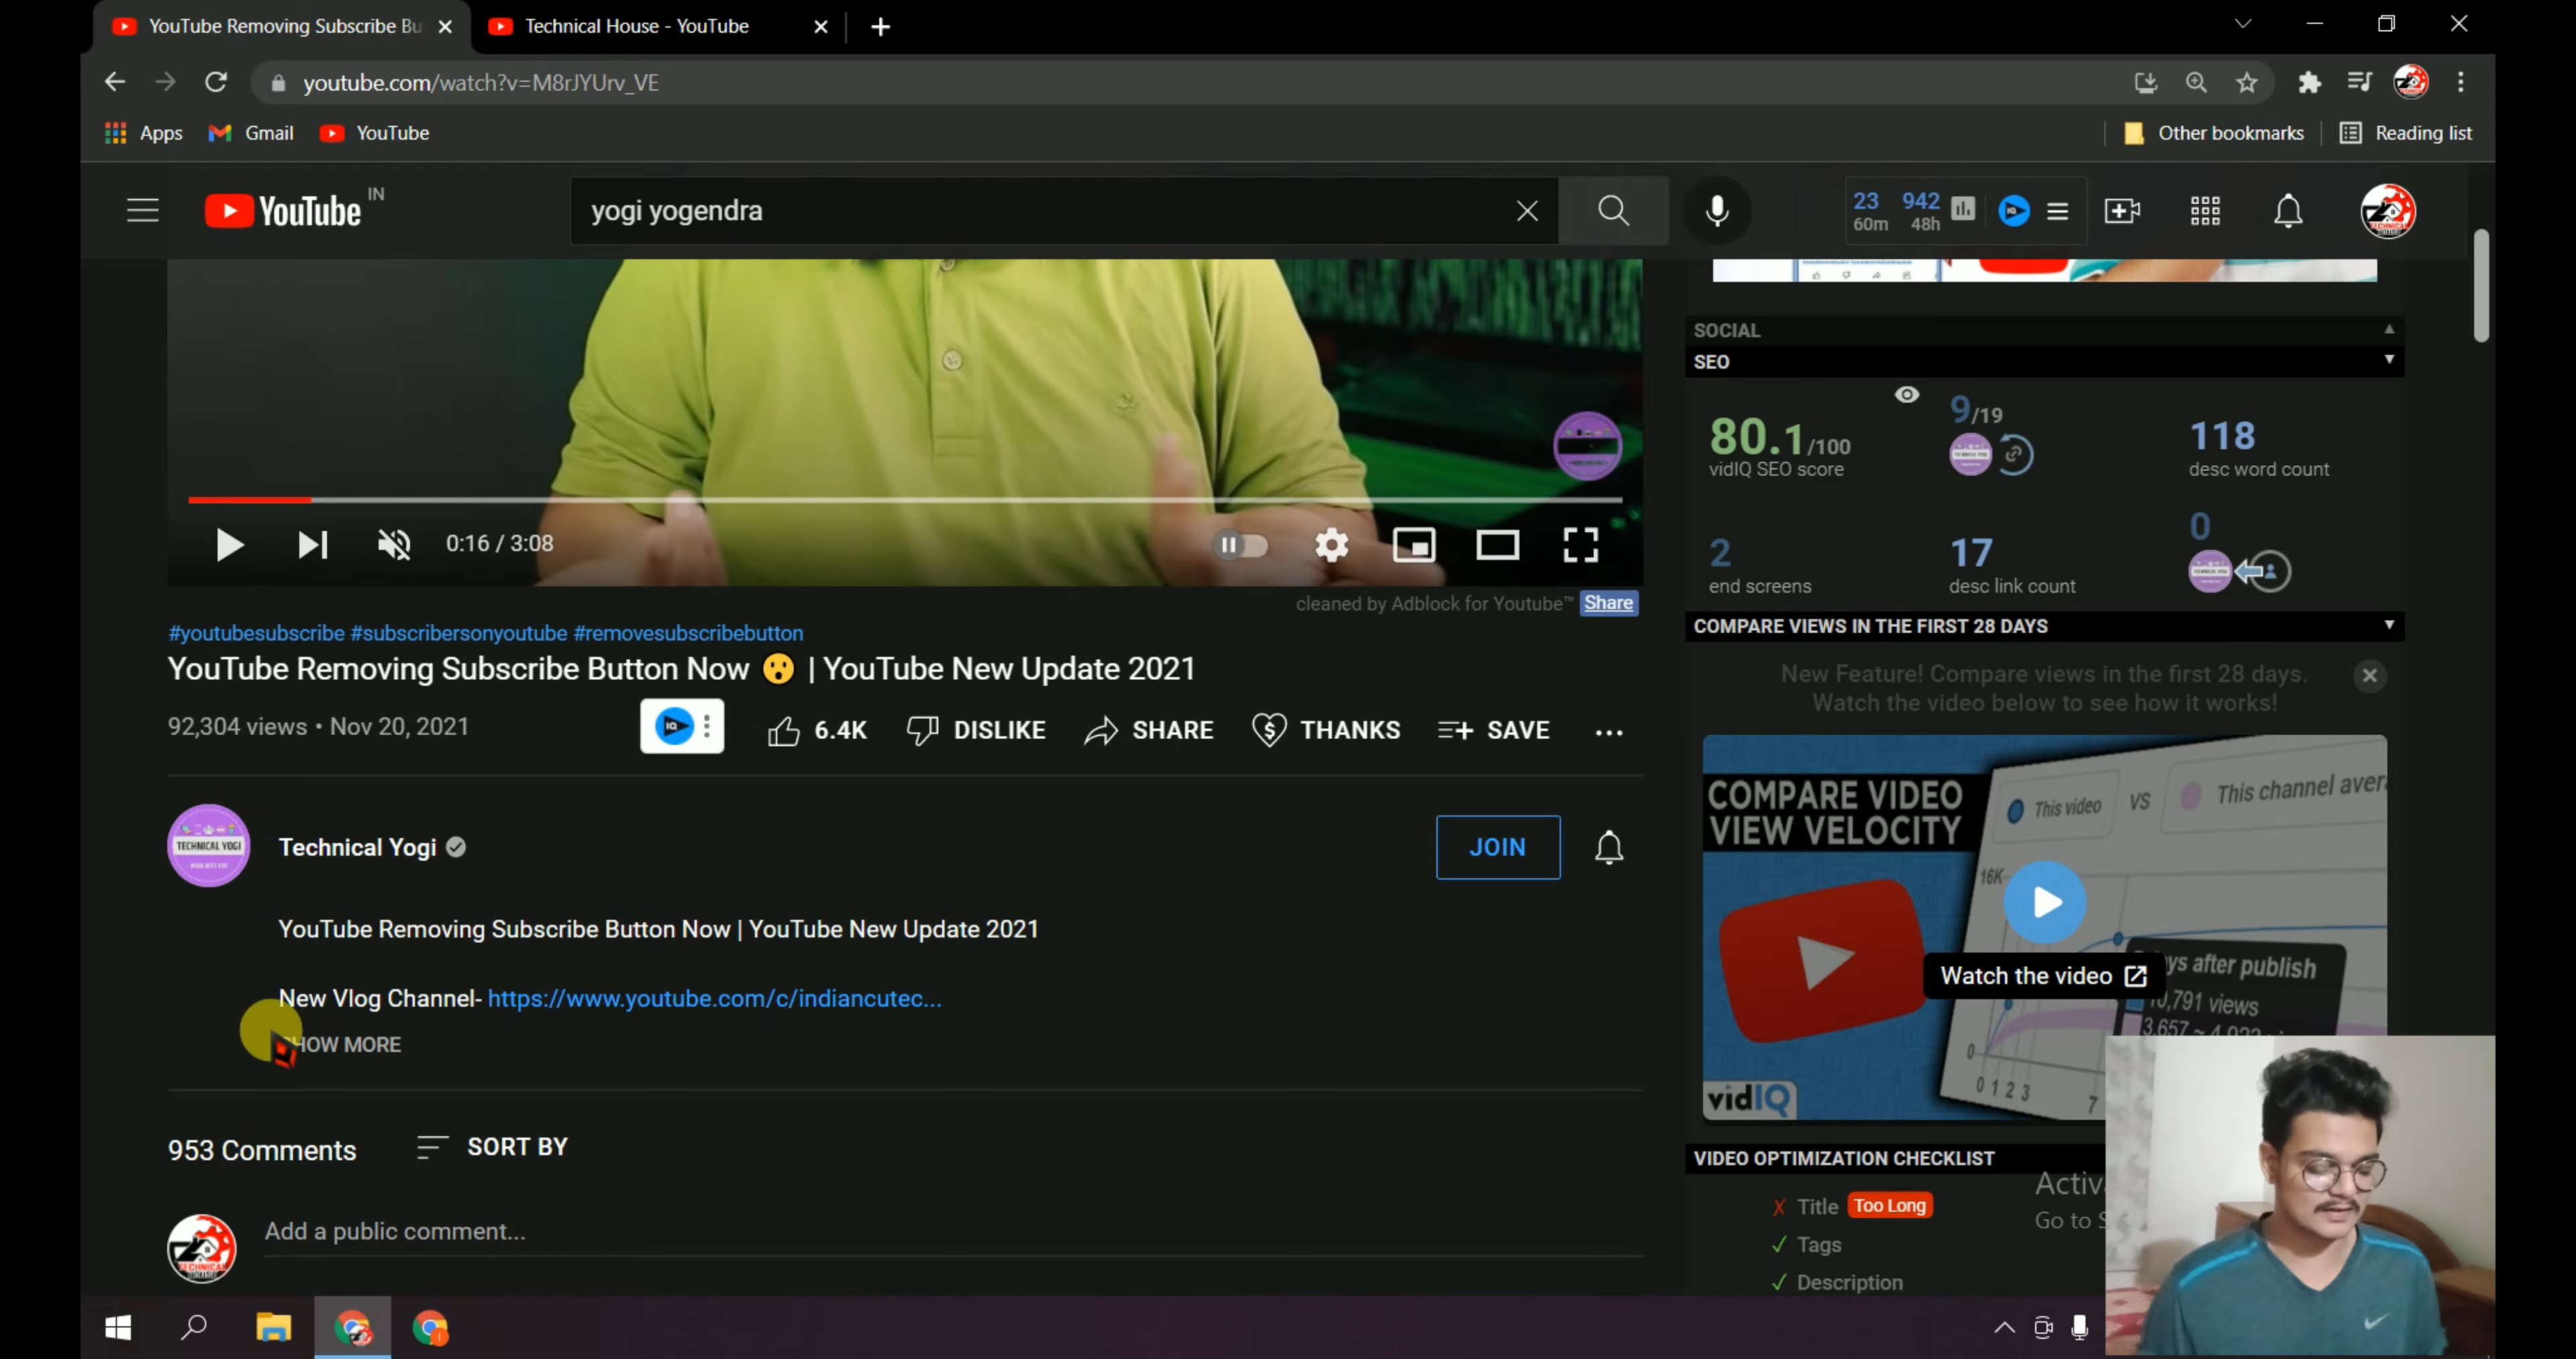 YouTube Removing Subscribe Bu
Technical House - YouTube
youtube.com/watch?v=M8rJYUrv_VE
Apps Gmail YouTube
Other bookmarks Reading list
YouTube IN
yogi yogendra
23 942
60m 48h
SOCIAL
SEO
80.1/100
vidIQ SEO score
9/19
118
desc word count
2
end screens
17
desc link count
0
0:16 / 3:08
cleaned by Adblock for Youtube™ Share
#youtubesubscribe #subscribersonyoutube #removesubscribebutton
YouTube Removing Subscribe Button Now 😮 | YouTube New Update 2021
92,304 views • Nov 20, 2021
IQ
6.4K DISLIKE SHARE THANKS SAVE
TECHNICAL YOGI
Technical Yogi
JOIN
YouTube Removing Subscribe Button Now | YouTube New Update 2021
New Vlog Channel- https://www.youtube.com/c/indiancutec...
SHOW MORE
953 Comments SORT BY
TECHNICAL
Add a public comment...
COMPARE VIEWS IN THE FIRST 28 DAYS
New Feature! Compare views in the first 28 days.
Watch the video below to see how it works!
COMPARE VIDEO
VIEW VELOCITY
This video VS This channel aver
16K
Watch the video
ys after publish
10,791 views
0
0 1 2 3 7
vidIQ
VIDEO OPTIMIZATION CHECKLIST
Activ
Go to S
X Title Too Long
✓ Tags
✓ Description